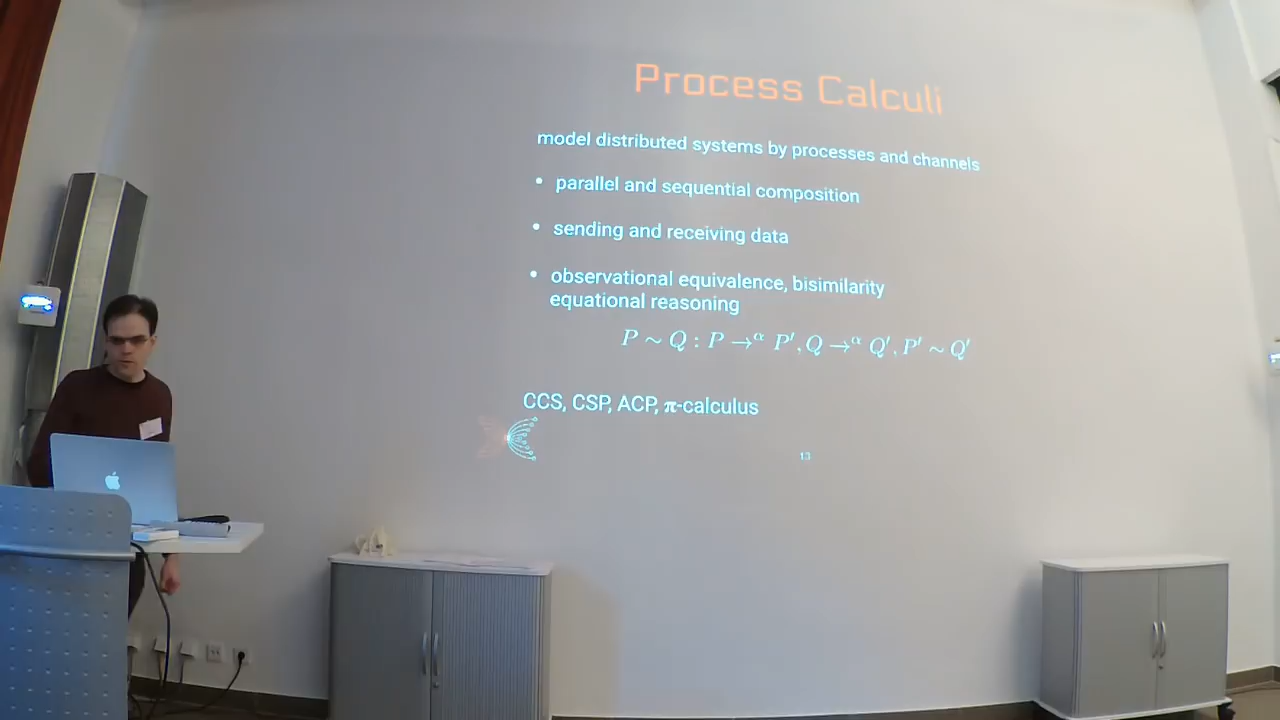 Process Calculi
model distributed systems by processes and channels
• parallel and sequential composition
• sending and receiving data
• observational equivalence, bisimilarity
equational reasoning
P ∼ Q : P →^α P′, Q →^α Q′, P′ ∼ Q′
CCS, CSP, ACP, π-calculus
13